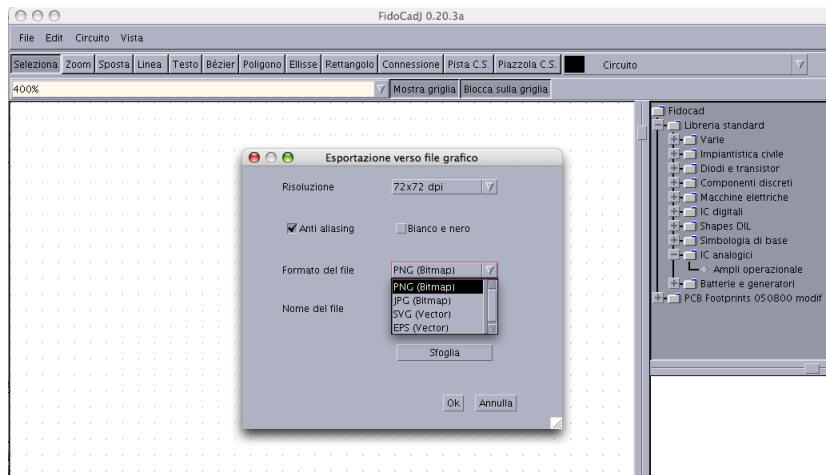 FidoCadJ 0.20.3a
File Edit Circuito Vista
Seleziona Zoom Sposta Linea Testo Bézier Poligono Ellisse Rettangolo Connessione Pista C.S. Piazzola C.S. Circuito
400% Mostra griglia Blocca sulla griglia
Fidocad
Libreria standard
Varie
Impiantistica civile
Diodi e transistor
Componenti discreti
Macchine elettriche
IC digitali
Shapes DIL
Simbologia di base
IC analogici
Ampli operazionale
Batterie e generatori
PCB Footprints 050800 modif
Esportazione verso file grafico
Risoluzione 72x72 dpi
Anti aliasing Bianco e nero
Formato del file PNG (Bitmap)
PNG (Bitmap)
JPG (Bitmap)
Nome del file
SVG (Vector)
EPS (Vector)
Sfoglia
Ok Annulla